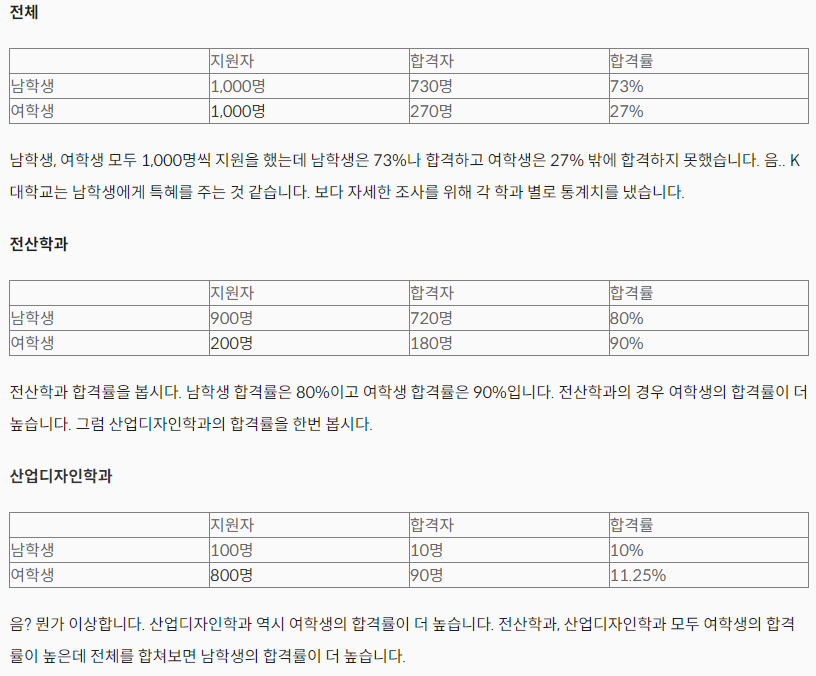 전체
지원자 합격자 합격률
남학생 1,000명 730명 73%
여학생 1,000명 270명 27%
남학생, 여학생 모두 1,000명씩 지원을 했는데 남학생은 73%나 합격하고 여학생은 27% 밖에 합격하지 못했습니다. 음.. K
대학교는 남학생에게 특혜를 주는 것 같습니다. 보다 자세한 조사를 위해 각 학과 별로 통계치를 냈습니다.
전산학과
지원자 합격자 합격률
남학생 900명 720명 80%
여학생 200명 180명 90%
전산학과 합격률을 봅시다. 남학생 합격률은 80%이고 여학생 합격률은 90%입니다. 전산학과의 경우 여학생의 합격률이 더
높습니다. 그럼 산업디자인학과의 합격률을 한번 봅시다.
산업디자인학과
지원자 합격자 합격률
남학생 100명 10명 10%
여학생 800명 90명 11.25%
음? 뭔가 이상합니다. 산업디자인학과 역시 여학생의 합격률이 더 높습니다. 전산학과, 산업디자인학과 모두 여학생의 합격
률이 높은데 전체를 합쳐보면 남학생의 합격률이 더 높습니다.